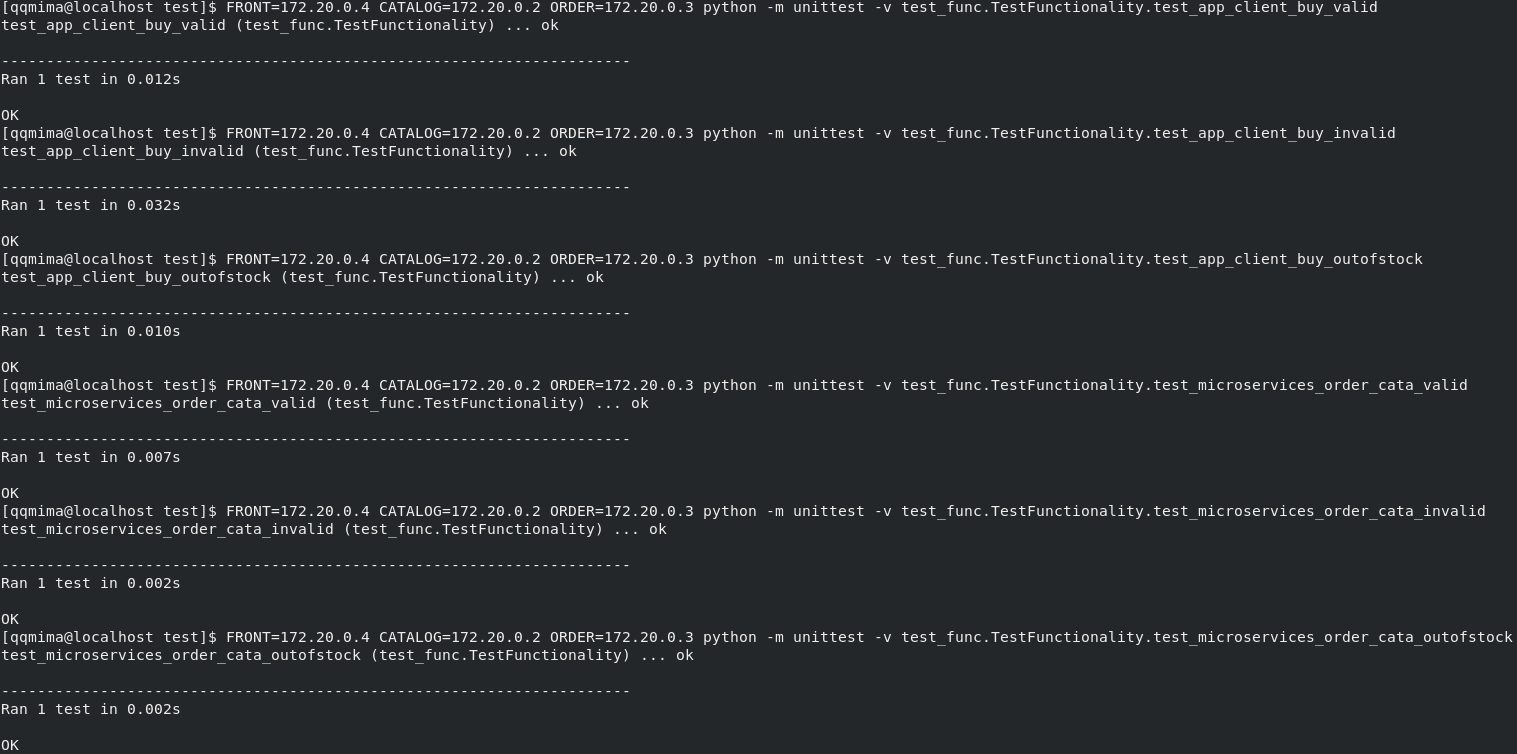 [qqmima@localhost test]$ FRONT=172.20.0.4 CATALOG=172.20.0.2 ORDER=172.20.0.3 python -m unittest -v test_func.TestFunctionality.test_app_client_buy_valid
test_app_client_buy_valid (test_func.TestFunctionality) ... ok
----------------------------------------------------------------------
Ran 1 test in 0.012s
OK
[qqmima@localhost test]$ FRONT=172.20.0.4 CATALOG=172.20.0.2 ORDER=172.20.0.3 python -m unittest -v test_func.TestFunctionality.test_app_client_buy_invalid
test_app_client_buy_invalid (test_func.TestFunctionality) ... ok
----------------------------------------------------------------------
Ran 1 test in 0.032s
OK
[qqmima@localhost test]$ FRONT=172.20.0.4 CATALOG=172.20.0.2 ORDER=172.20.0.3 python -m unittest -v test_func.TestFunctionality.test_app_client_buy_outofstock
test_app_client_buy_outofstock (test_func.TestFunctionality) ... ok
----------------------------------------------------------------------
Ran 1 test in 0.010s
OK
[qqmima@localhost test]$ FRONT=172.20.0.4 CATALOG=172.20.0.2 ORDER=172.20.0.3 python -m unittest -v test_func.TestFunctionality.test_microservices_order_cata_valid
test_microservices_order_cata_valid (test_func.TestFunctionality) ... ok
----------------------------------------------------------------------
Ran 1 test in 0.007s
OK
[qqmima@localhost test]$ FRONT=172.20.0.4 CATALOG=172.20.0.2 ORDER=172.20.0.3 python -m unittest -v test_func.TestFunctionality.test_microservices_order_cata_invalid
test_microservices_order_cata_invalid (test_func.TestFunctionality) ... ok
----------------------------------------------------------------------
Ran 1 test in 0.002s
OK
[qqmima@localhost test]$ FRONT=172.20.0.4 CATALOG=172.20.0.2 ORDER=172.20.0.3 python -m unittest -v test_func.TestFunctionality.test_microservices_order_cata_outofstock
test_microservices_order_cata_outofstock (test_func.TestFunctionality) ... ok
----------------------------------------------------------------------
Ran 1 test in 0.002s
OK